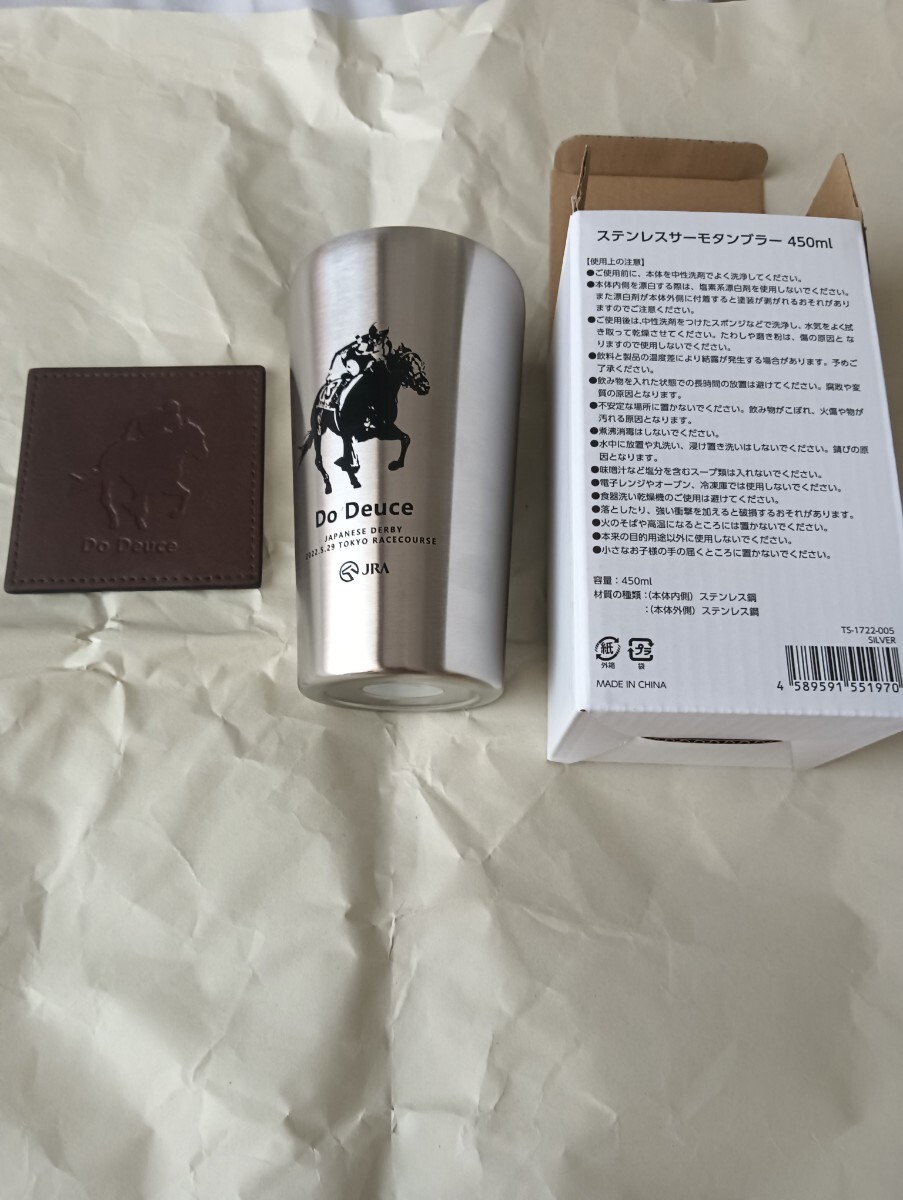 Do Deuce
Do Deuce
JAPANESE DERBY
2022.5.29 TOKYO RACECOURSE
JRA
ステンレスサーモタンブラー 450ml
【使用上の注意】
●ご使用前に、本体を中性洗剤でよく洗浄してください。
●本体内側を漂白する際は、塩素系漂白剤を使用しないでください。
また漂白剤が本体外側に付着すると塗装が剥がれるおそれがあり
ますのでご注意ください。
●ご使用後は、中性洗剤をつけたスポンジなどで洗浄し、水気をよく拭
き取って乾燥させてください。たわしや磨き粉は、傷の原因とな
りますので使用しないでください。
●飲料と製品の温度差により結露が発生する場合があります。予めご
了承ください。
●飲み物を入れた状態での長時間の放置は避けてください。腐敗や変
質の原因となります。
●不安定な場所に置かないでください。飲み物がこぼれ、火傷や物が
汚れる原因となります。
●煮沸消毒はしないでください。
●水中に放置や丸洗い、浸け置き洗いはしないでください。錆びの原
因となります。
●味噌汁など塩分を含むスープ類は入れないでください。
●電子レンジやオーブン、冷凍庫では使用しないでください。
●食器洗い乾燥機のご使用は避けてください。
●落としたり、強い衝撃を加えると破損するおそれがあります。
●火のそばや高温になるところには置かないでください。
●本来の目的用途以外に使用しないでください。
●小さなお子様の手の届くところに置かないでください。
容量：450ml
材質の種類：（本体内側）ステンレス鋼
：（本体外側）ステンレス鋼
TS-1722-005
SILVER
紙
外箱
プラ
袋
MADE IN CHINA
4 589591 551970